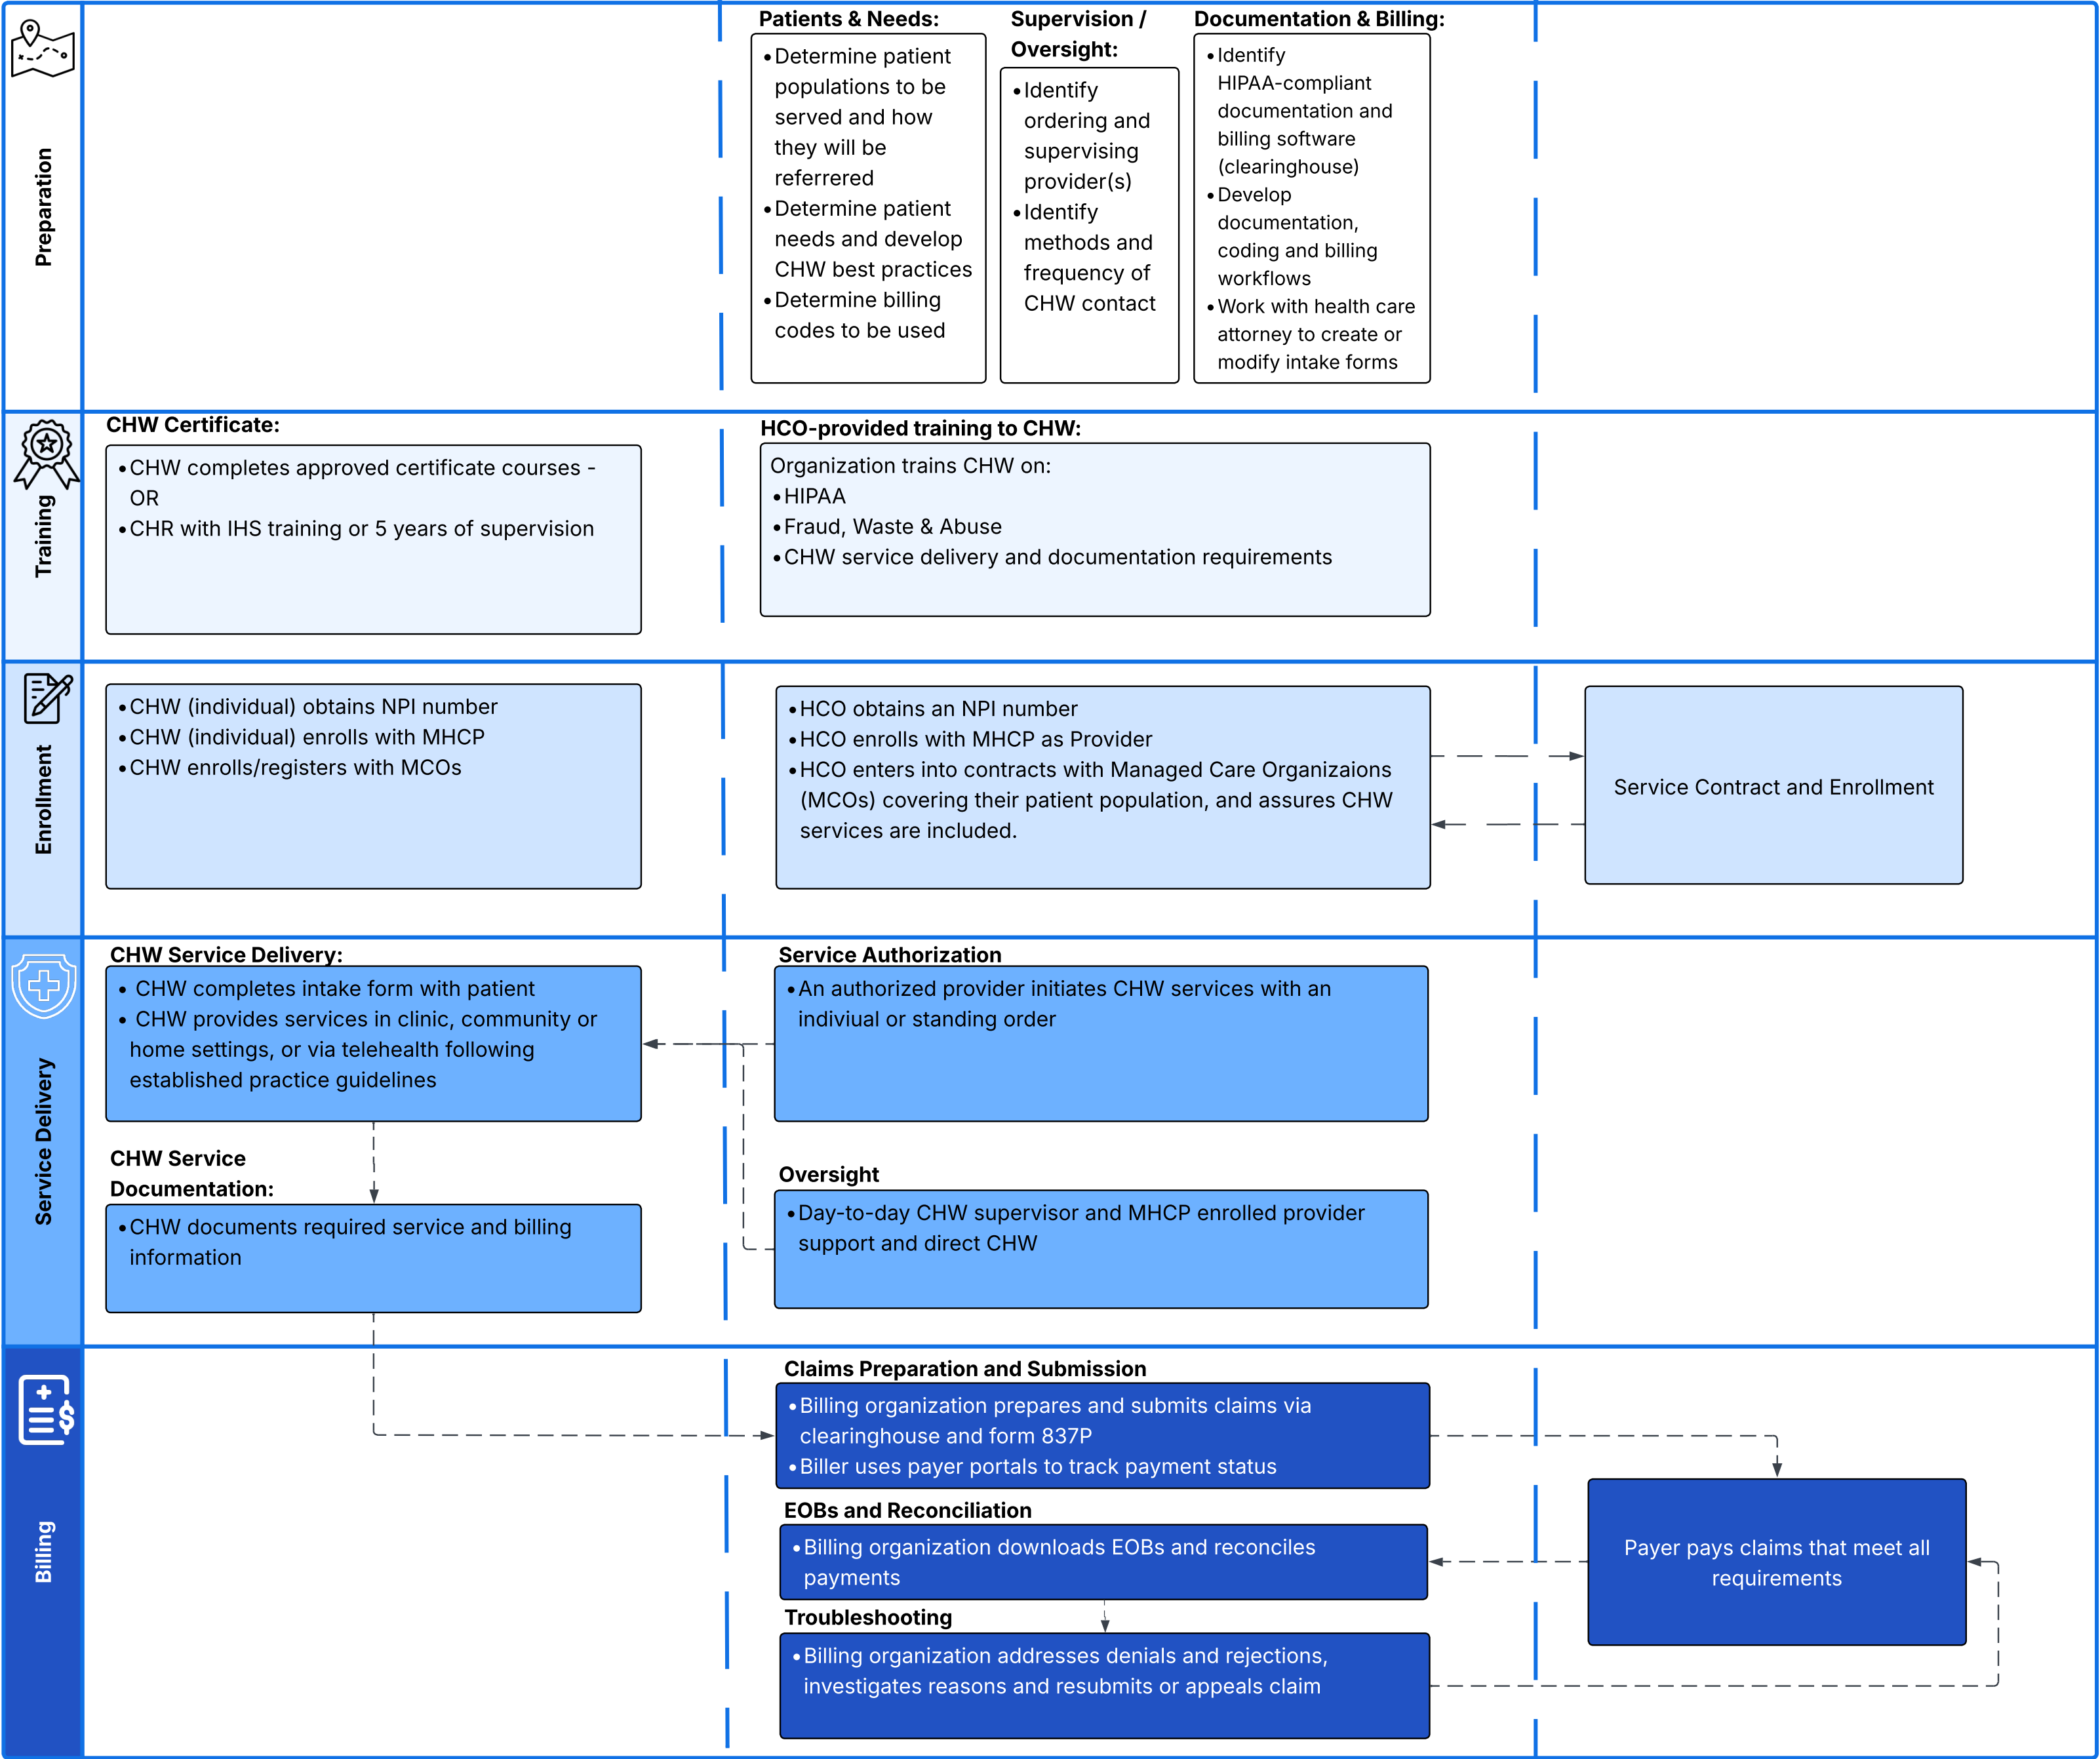 Preparation
Patients & Needs:
•Determine patient
populations to be
served and how
they will be
referrered
•Determine patient
needs and develop
CHW best practices
•Determine billing
codes to be used
Supervision /
Oversight:
•Identify
ordering and
supervising
provider(s)
•Identify
methods and
frequency of
CHW contact
Documentation & Billing:
•Identify
HIPAA-compliant
documentation and
billing software
(clearinghouse)
•Develop
documentation,
coding and billing
workflows
•Work with health care
attorney to create or
modify intake forms
Training
CHW Certificate:
•CHW completes approved certificate courses -
OR
•CHR with IHS training or 5 years of supervision
HCO-provided training to CHW:
Organization trains CHW on:
•HIPAA
•Fraud, Waste & Abuse
•CHW service delivery and documentation requirements
Enrollment
•CHW (individual) obtains NPI number
•CHW (individual) enrolls with MHCP
•CHW enrolls/registers with MCOs
•HCO obtains an NPI number
•HCO enrolls with MHCP as Provider
•HCO enters into contracts with Managed Care Organizaions
(MCOs) covering their patient population, and assures CHW
services are included.
Service Contract and Enrollment
Service Delivery
CHW Service Delivery:
• CHW completes intake form with patient
• CHW provides services in clinic, community or
home settings, or via telehealth following
established practice guidelines
Service Authorization
•An authorized provider initiates CHW services with an
indiviual or standing order
CHW Service
Documentation:
•CHW documents required service and billing
information
Oversight
•Day-to-day CHW supervisor and MHCP enrolled provider
support and direct CHW
Billing
Claims Preparation and Submission
•Billing organization prepares and submits claims via
clearinghouse and form 837P
•Biller uses payer portals to track payment status
EOBs and Reconciliation
•Billing organization downloads EOBs and reconciles
payments
Troubleshooting
•Billing organization addresses denials and rejections,
investigates reasons and resubmits or appeals claim
Payer pays claims that meet all
requirements